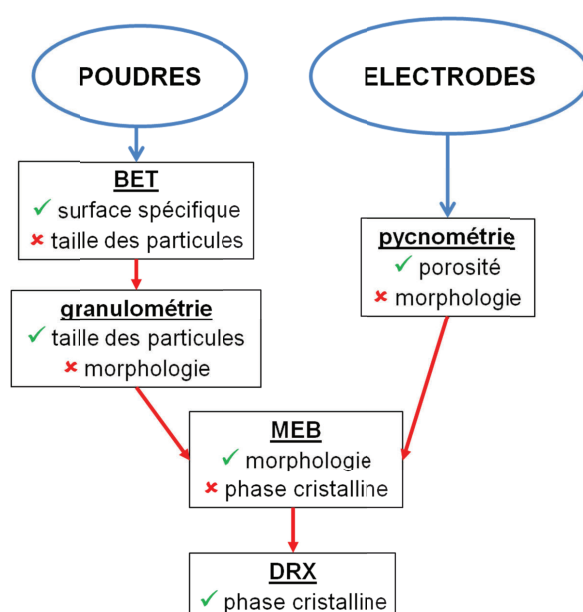 POUDRES
ELECTRODES
BET
✓ surface spécifique
✗ taille des particules
pycnométrie
✓ porosité
✗ morphologie
granulométrie
✓ taille des particules
✗ morphologie
MEB
✓ morphologie
✗ phase cristalline
DRX
✓ phase cristalline